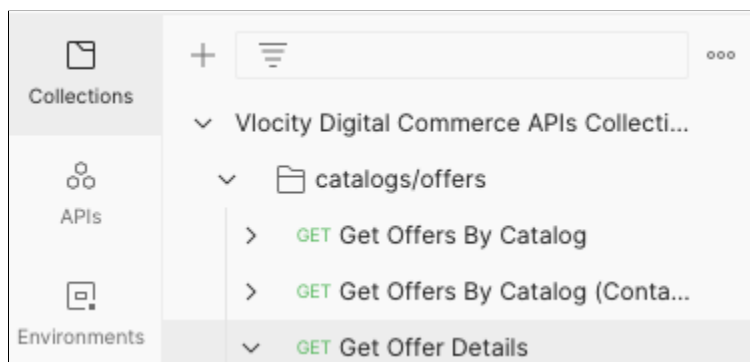 Collections
APIs
Environments
Vlocity Digital Commerce APIs Collecti...
catalogs/offers
GET Get Offers By Catalog
GET Get Offers By Catalog (Conta...
GET Get Offer Details